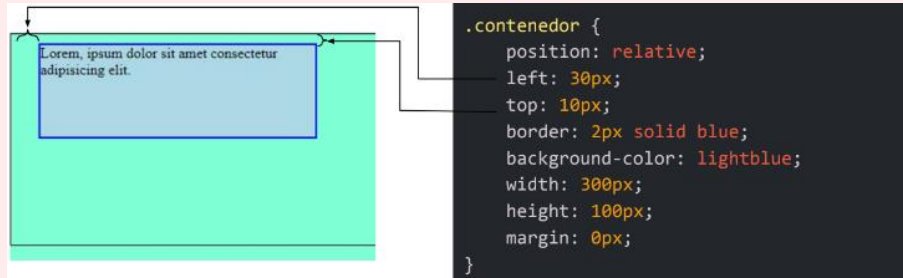 Lorem, ipsum dolor sit amet consectetur
adipisicing elit.
.contenedor {
position: relative;
left: 30px;
top: 10px;
border: 2px solid blue;
background-color: lightblue;
width: 300px;
height: 100px;
margin: 0px;
}